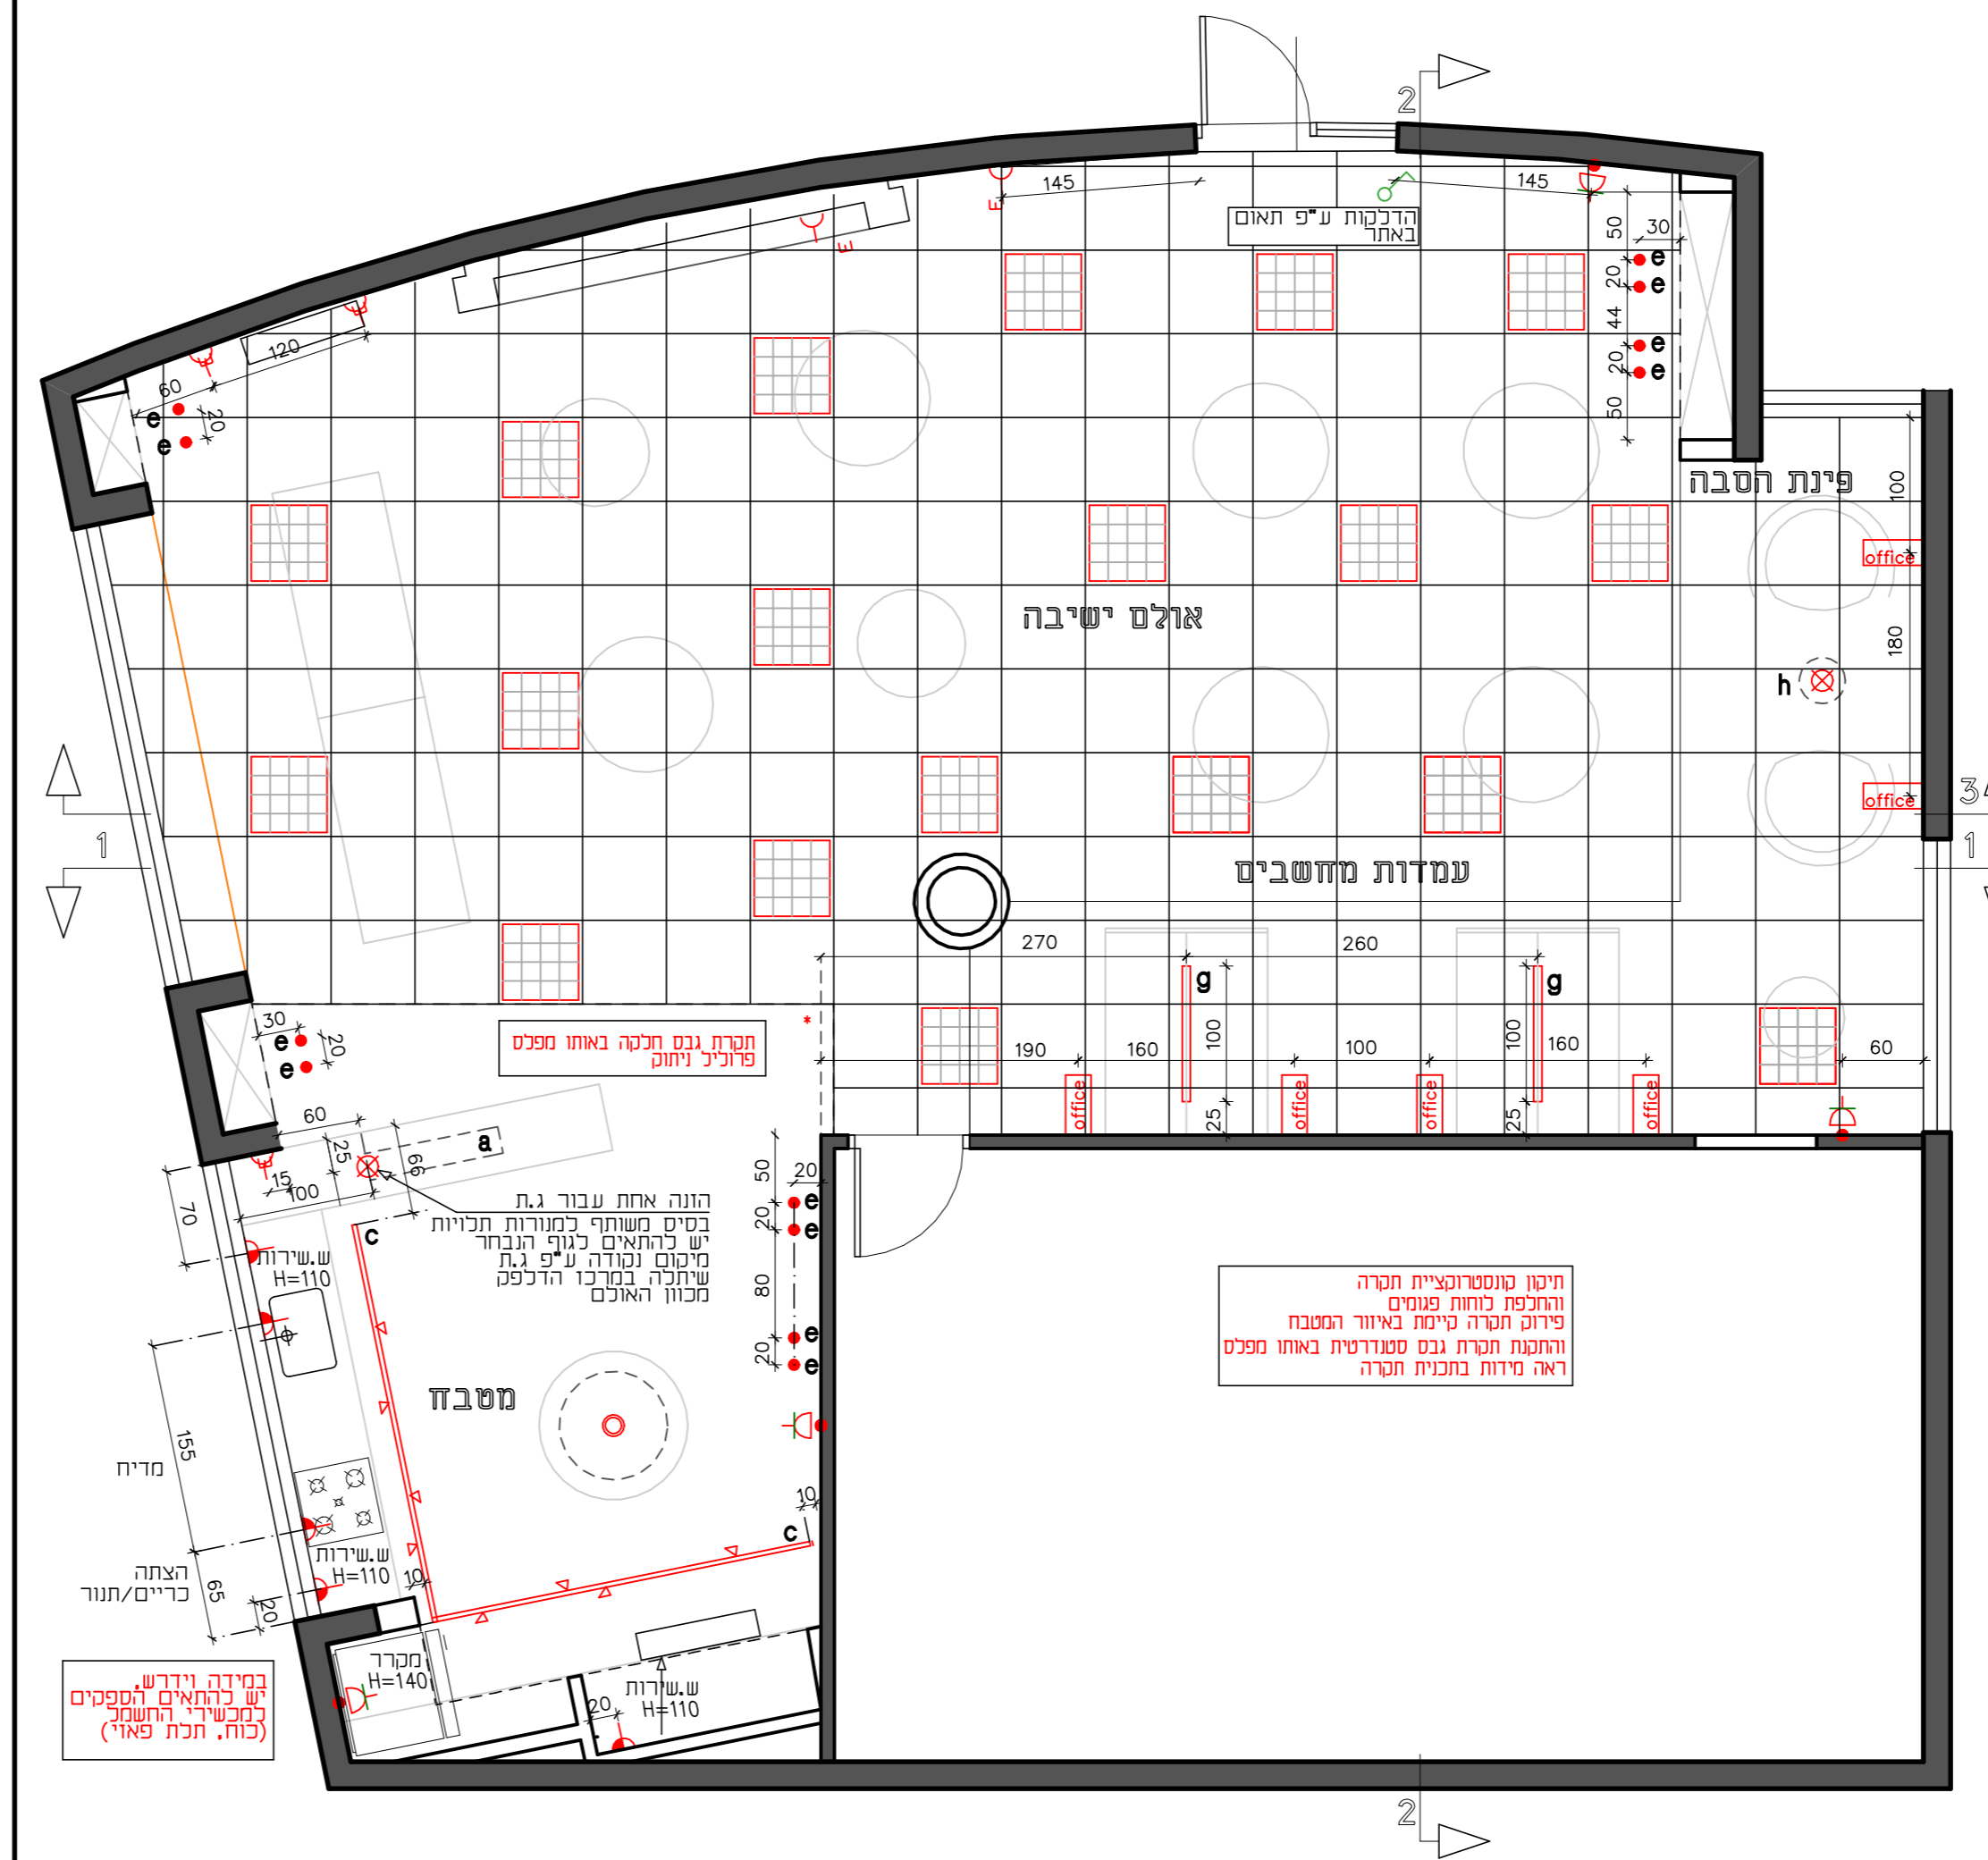 2
145
145
הדלקות ע"פ תאום
באתר
E
E
50
30
e
20
e
44
e
20
e
50
120
60
20
e
e
פינת הסבה
100
office
אולם ישיבה
180
h
office
34
1
1
עמדות מחשבים
270
260
g
g
30
20
e
e
תקרת גבס חלקה באותו מפלס
פרוליל ניתוק
*
190
160
100
100
100
160
60
office
office
office
office
25
25
60
25
a
66
15
100
70
50
20
e
20
e
80
e
20
e
הזנה אחת עבור ג.ת
בסיס משותף למנורות תלויות
יש להתאים לגוף הנבחר
מיקום נקודה ע"פ ג.ת
שיתלה במרכז הדלפק
מכוון האולם
c
ש.שירות
H=110
תיקון קונסטרוקציית תקרה
והחלפת לוחות פגומים
פירוק תקרה קיימת באיזור המטבח
והתקנת תקרת גבס סטנדרטית באותו מפלס
ראה מידות בתכנית תקרה
מטבח
155
מדיח
10
c
הצתה
כריים/תנור
65
ש.שירות
H=110
10
20
מקרר
H=140
ש.שירות
H=110
20
במידה וידרש,
יש להתאים הספקים
למכשירי החשמל
(כוח, תלת פאזי)
2